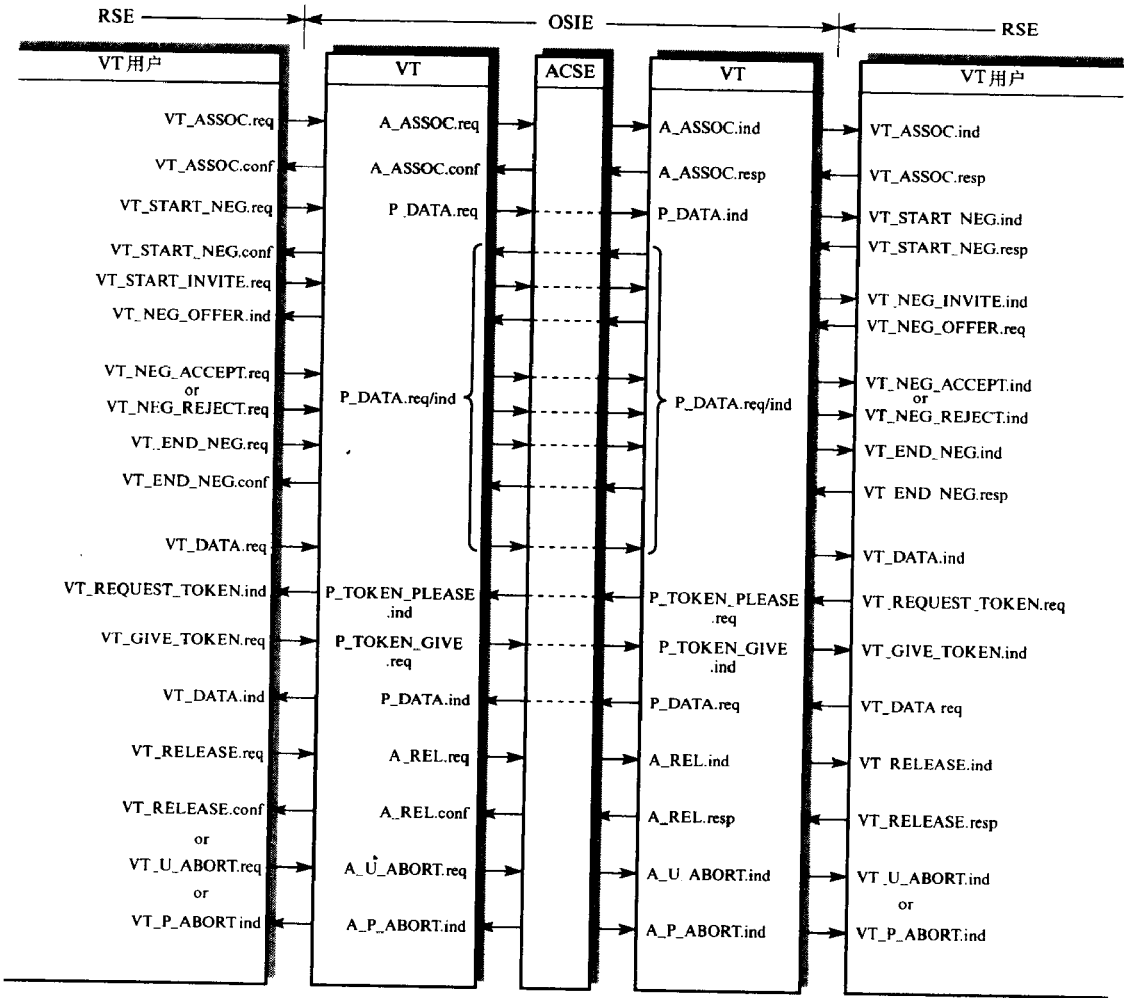 RSE OSIE RSE
VT用户 VT ACSE VT VT用户
VT_ASSOC.req A_ASSOC.req A_ASSOC.ind VT_ASSOC.ind
VT_ASSOC.conf A_ASSOC.conf A_ASSOC.resp VT_ASSOC.resp
VT_START_NEG.req P_DATA.req P_DATA.ind VT_START NEG.ind
VT_START_NEG.conf VT_START_NEG.resp
VT_START_INVITE.req VT_NEG_INVITE.ind
VT_NEG_OFFER.ind VT_NEG_OFFER.req
VT_NEG_ACCEPT.req VT_NEG_ACCEPT.ind
or or
VT_NEG_REJECT.req P_DATA.req/ind P_DATA.req/ind VT_NEG_REJECT.ind
VT_END_NEG.req VT_END_NEG.ind
VT_END_NEG.conf VT END NEG.resp
VT_DATA.req VT_DATA.ind
VT_REQUEST_TOKEN.ind P_TOKEN_PLEASE P_TOKEN_PLEASE VT_REQUEST_TOKEN.req
.ind .req
VT_GIVE_TOKEN.req P_TOKEN_GIVE P_TOKEN_GIVE VT_GIVE_TOKEN.ind
.req .ind
VT_DATA.ind P_DATA.ind P_DATA.req VT_DATA req
VT_RELEASE.req A_REL.req A_REL.ind VT RELEASE.ind
VT_RELEASE.conf A_REL.conf A_REL.resp VT_RELEASE.resp
or
VT_U_ABORT.req A_U_ABORT.req A_U ABORT.ind VT_U_ABORT.ind
or or
VT_P_ABORT ind A_P_ABORT.ind A_P_ABORT.ind VT_P_ABORT.ind